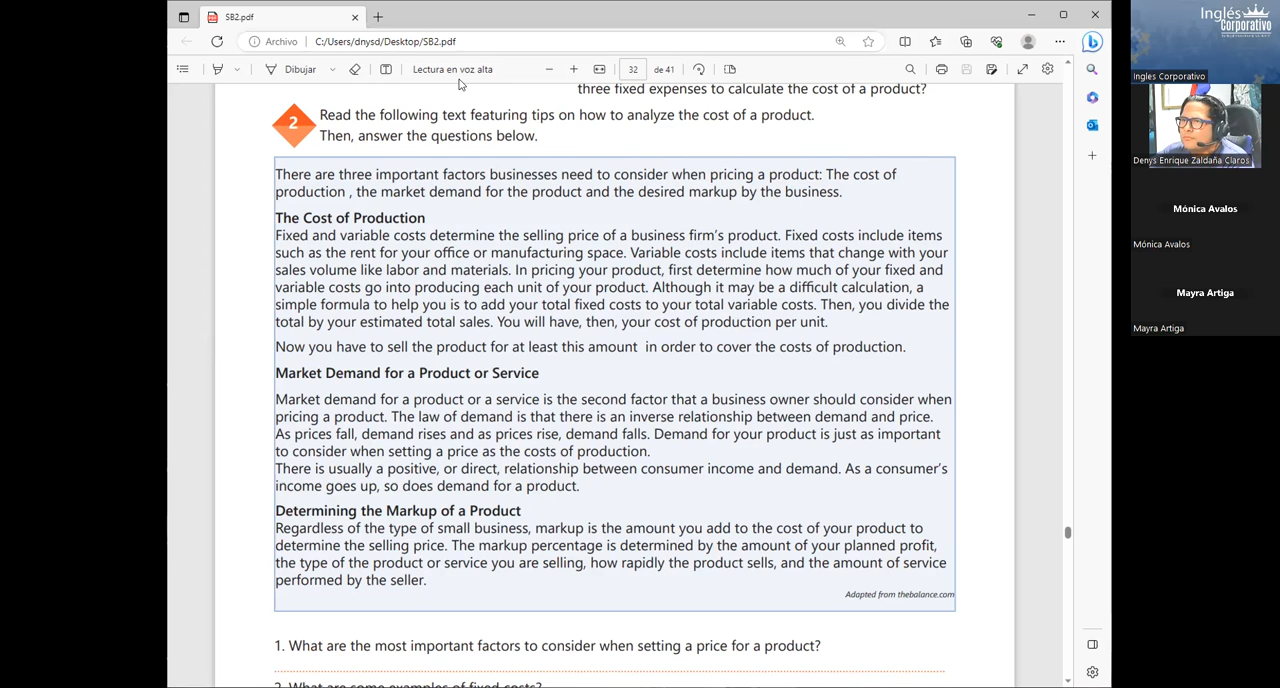 SB2.pdf
Archivo
C:/Users/dnysd/Desktop/SB2.pdf
Dibujar
Lectura en voz alta
32
de 41
three fixed expenses to calculate the cost of a product?
2
Read the following text featuring tips on how to analyze the cost of a product.
Then, answer the questions below.
There are three important factors businesses need to consider when pricing a product: The cost of
production , the market demand for the product and the desired markup by the business.
The Cost of Production
Fixed and variable costs determine the selling price of a business firm's product. Fixed costs include items
such as the rent for your office or manufacturing space. Variable costs include items that change with your
sales volume like labor and materials. In pricing your product, first determine how much of your fixed and
variable costs go into producing each unit of your product. Although it may be a difficult calculation, a
simple formula to help you is to add your total fixed costs to your total variable costs. Then, you divide the
total by your estimated total sales. You will have, then, your cost of production per unit.
Now you have to sell the product for at least this amount in order to cover the costs of production.
Market Demand for a Product or Service
Market demand for a product or a service is the second factor that a business owner should consider when
pricing a product. The law of demand is that there is an inverse relationship between demand and price.
As prices fall, demand rises and as prices rise, demand falls. Demand for your product is just as important
to consider when setting a price as the costs of production.
There is usually a positive, or direct, relationship between consumer income and demand. As a consumer's
income goes up, so does demand for a product.
Determining the Markup of a Product
Regardless of the type of small business, markup is the amount you add to the cost of your product to
determine the selling price. The markup percentage is determined by the amount of your planned profit,
the type of the product or service you are selling, how rapidly the product sells, and the amount of service
performed by the seller.
Adapted from thebalance.com
1. What are the most important factors to consider when setting a price for a product?
2. What are some examples of fixed costs?
Inglés
Corporativo
Ingles Corporativo
Denys Enrique Zaldaña Claros
Mónica Avalos
Mónica Avalos
Mayra Artiga
Mayra Artiga